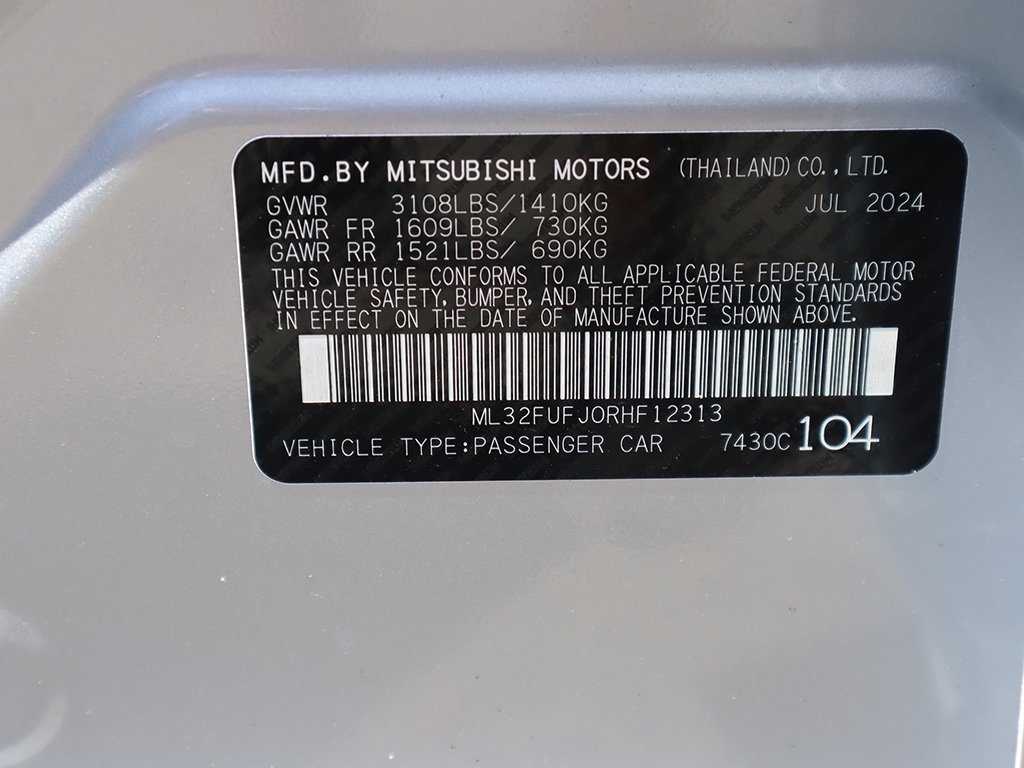 MFD.BY MITSUBISHI MOTORS (THAILAND) CO., LTD.
GVWR 3108LBS/1410KG JUL 2024
GAWR FR 1609LBS/ 730KG
GAWR RR 1521LBS/ 690KG
THIS VEHICLE CONFORMS TO ALL APPLICABLE FEDERAL MOTOR
VEHICLE SAFETY, BUMPER, AND THEFT PREVENTION STANDARDS
IN EFFECT ON THE DATE OF MANUFACTURE SHOWN ABOVE.
ML32FUFJ0RHF12313
VEHICLE TYPE:PASSENGER CAR 7430C 104